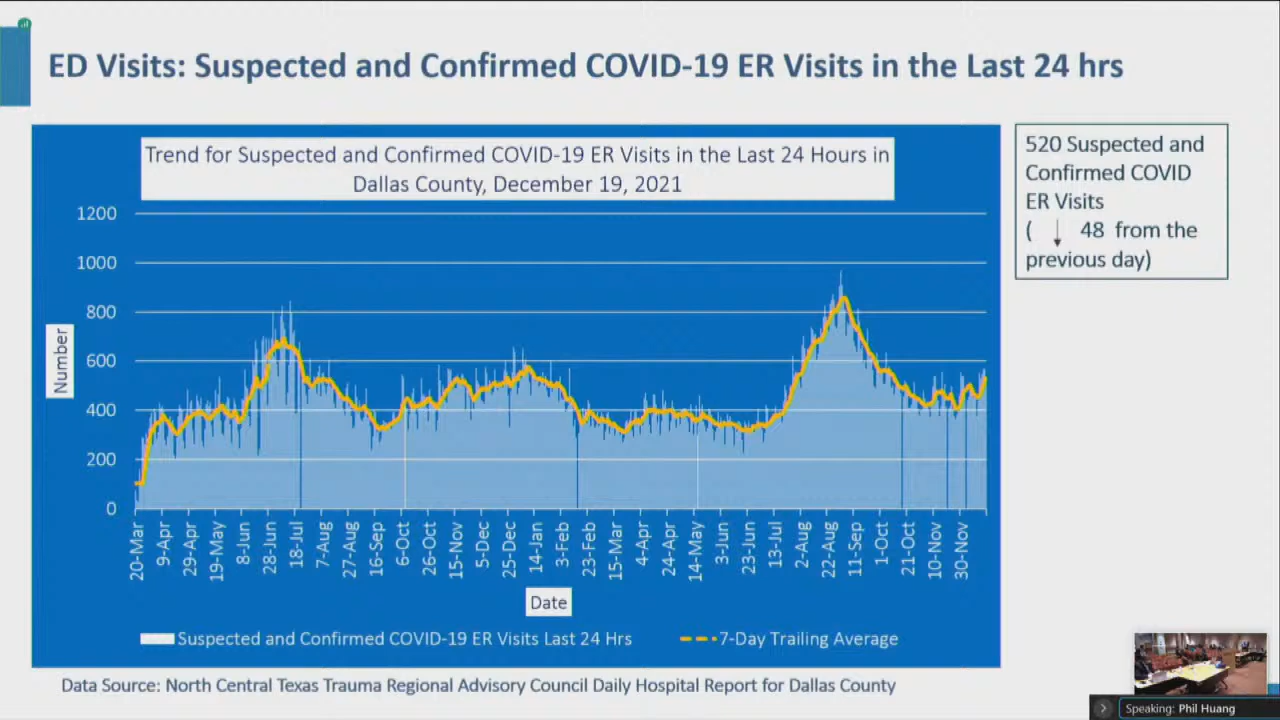 ED Visits: Suspected and Confirmed COVID-19 ER Visits in the Last 24 hrs
Trend for Suspected and Confirmed COVID-19 ER Visits in the Last 24 Hours in
Dallas County, December 19, 2021
520 Suspected and
Confirmed COVID
ER Visits
( ↓ 48 from the
previous day)
1200
1000
800
600
400
200
0
Number
20-Mar
9-Apr
29-Apr
19-May
8-Jun
28-Jun
18-Jul
7-Aug
27-Aug
16-Sep
6-Oct
26-Oct
15-Nov
5-Dec
25-Dec
14-Jan
3-Feb
23-Feb
15-Mar
4-Apr
24-Apr
14-May
3-Jun
23-Jun
13-Jul
2-Aug
22-Aug
11-Sep
1-Oct
21-Oct
10-Nov
30-Nov
Date
Suspected and Confirmed COVID-19 ER Visits Last 24 Hrs
7-Day Trailing Average
Data Source: North Central Texas Trauma Regional Advisory Council Daily Hospital Report for Dallas County
Speaking: Phil Huang